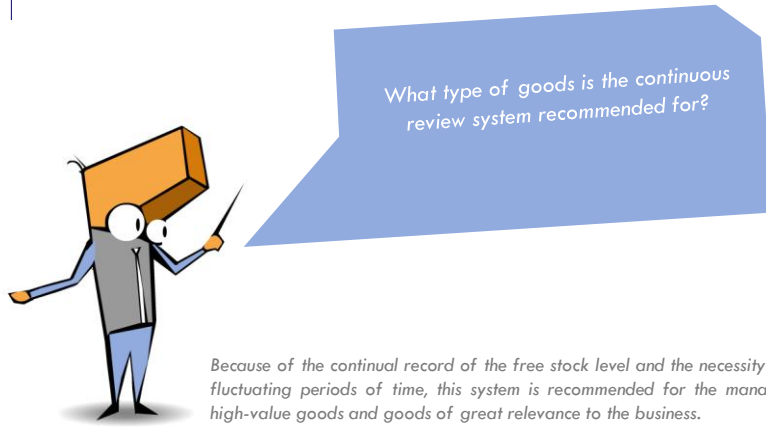 What type of goods is the continuous
review system recommended for?
Because of the continual record of the free stock level and the necessity
fluctuating periods of time, this system is recommended for the
high-value goods and goods of great relevance to the business.